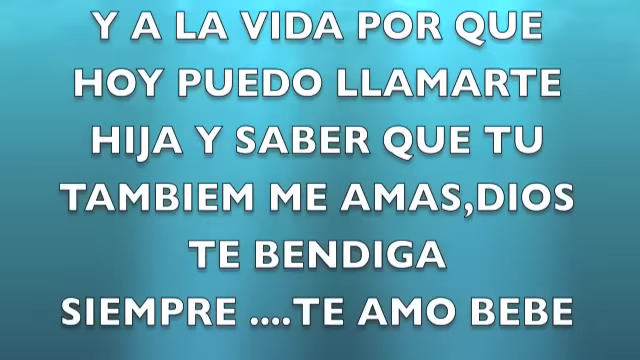 Y A LA VIDA POR QUE
HOY PUEDO LLAMARTE
HIJA Y SABER QUE TU
TAMBIEM ME AMAS,DIOS
TE BENDIGA
SIEMPRE ....TE AMO BEBE